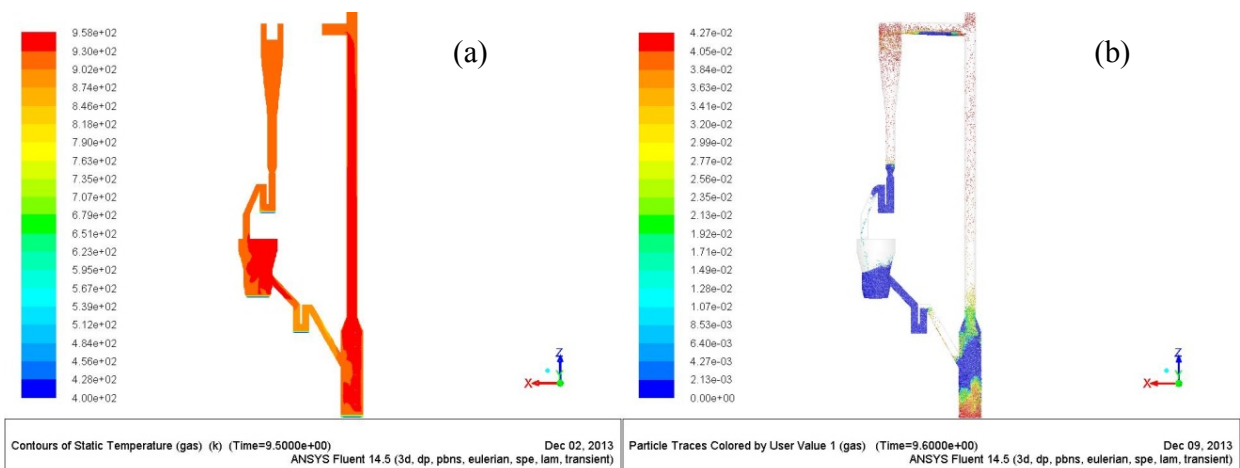 (a)
9.58e+02
9.30e+02
9.02e+02
8.74e+02
8.46e+02
8.18e+02
7.90e+02
7.63e+02
7.35e+02
7.07e+02
6.79e+02
6.51e+02
6.23e+02
5.95e+02
5.67e+02
5.39e+02
5.12e+02
4.84e+02
4.56e+02
4.28e+02
4.00e+02
Z
X
Y
Contours of Static Temperature (gas) (k) (Time=9.5000e+00)
Dec 02, 2013
ANSYS Fluent 14.5 (3d, dp, pbns, eulerian, spe, lam, transient)
(b)
4.27e-02
4.05e-02
3.84e-02
3.63e-02
3.41e-02
3.20e-02
2.99e-02
2.77e-02
2.56e-02
2.35e-02
2.13e-02
1.92e-02
1.71e-02
1.49e-02
1.28e-02
1.07e-02
8.53e-03
6.40e-03
4.27e-03
2.13e-03
0.00e+00
Z
X
Y
Particle Traces Colored by User Value 1 (gas) (Time=9.6000e+00)
Dec 09, 2013
ANSYS Fluent 14.5 (3d, dp, pbns, eulerian, spe, lam, transient)